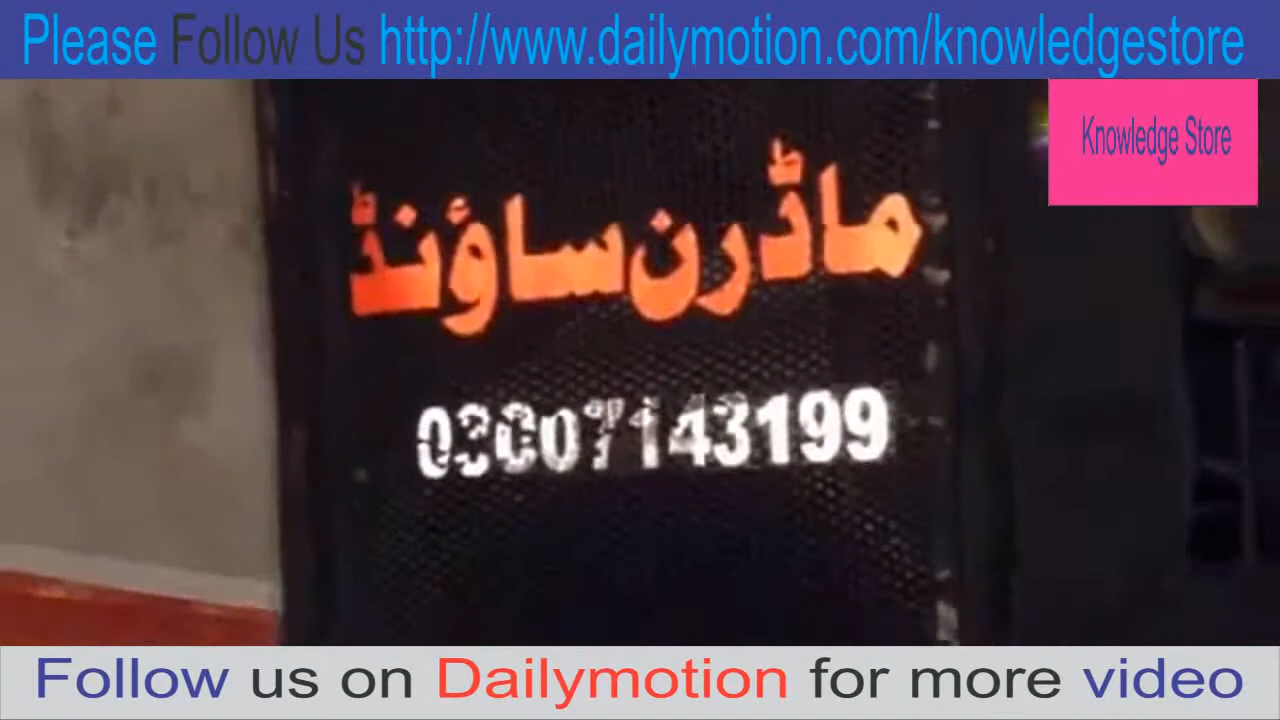 Please Follow Us http://www.dailymotion.com/knowledgestore
Knowledge Store
ماڈرن ساؤنڈ
03007143199
Follow us on Dailymotion for more video